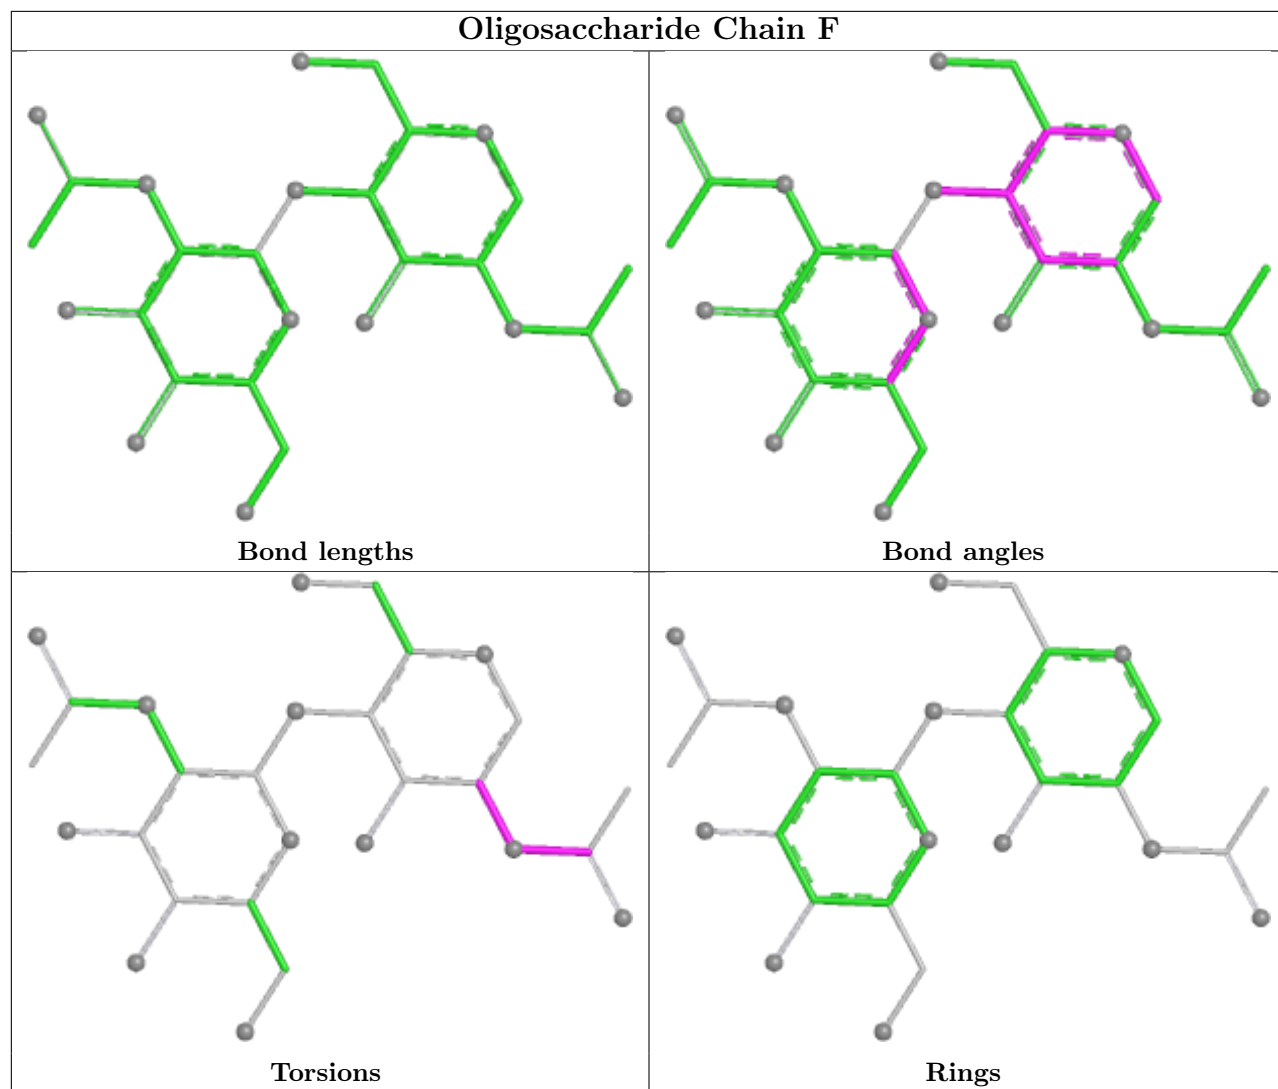 Oligosaccharide Chain F
Bond lengths
Bond angles
Torsions
Rings